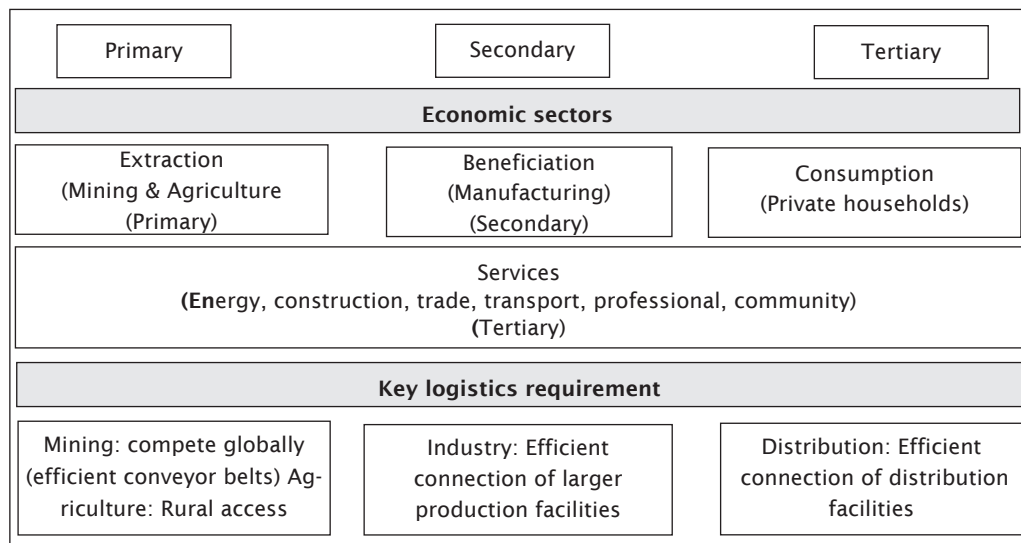 Primary
Secondary
Tertiary
Economic sectors
Extraction
(Mining & Agriculture
(Primary)
Beneficiation
(Manufacturing)
(Secondary)
Consumption
(Private households)
Services
(Energy, construction, trade, transport, professional, community)
(Tertiary)
Key logistics requirement
Mining: compete globally
(efficient conveyor belts) Ag-
riculture: Rural access
Industry: Efficient
connection of larger
production facilities
Distribution: Efficient
connection of distribution
facilities